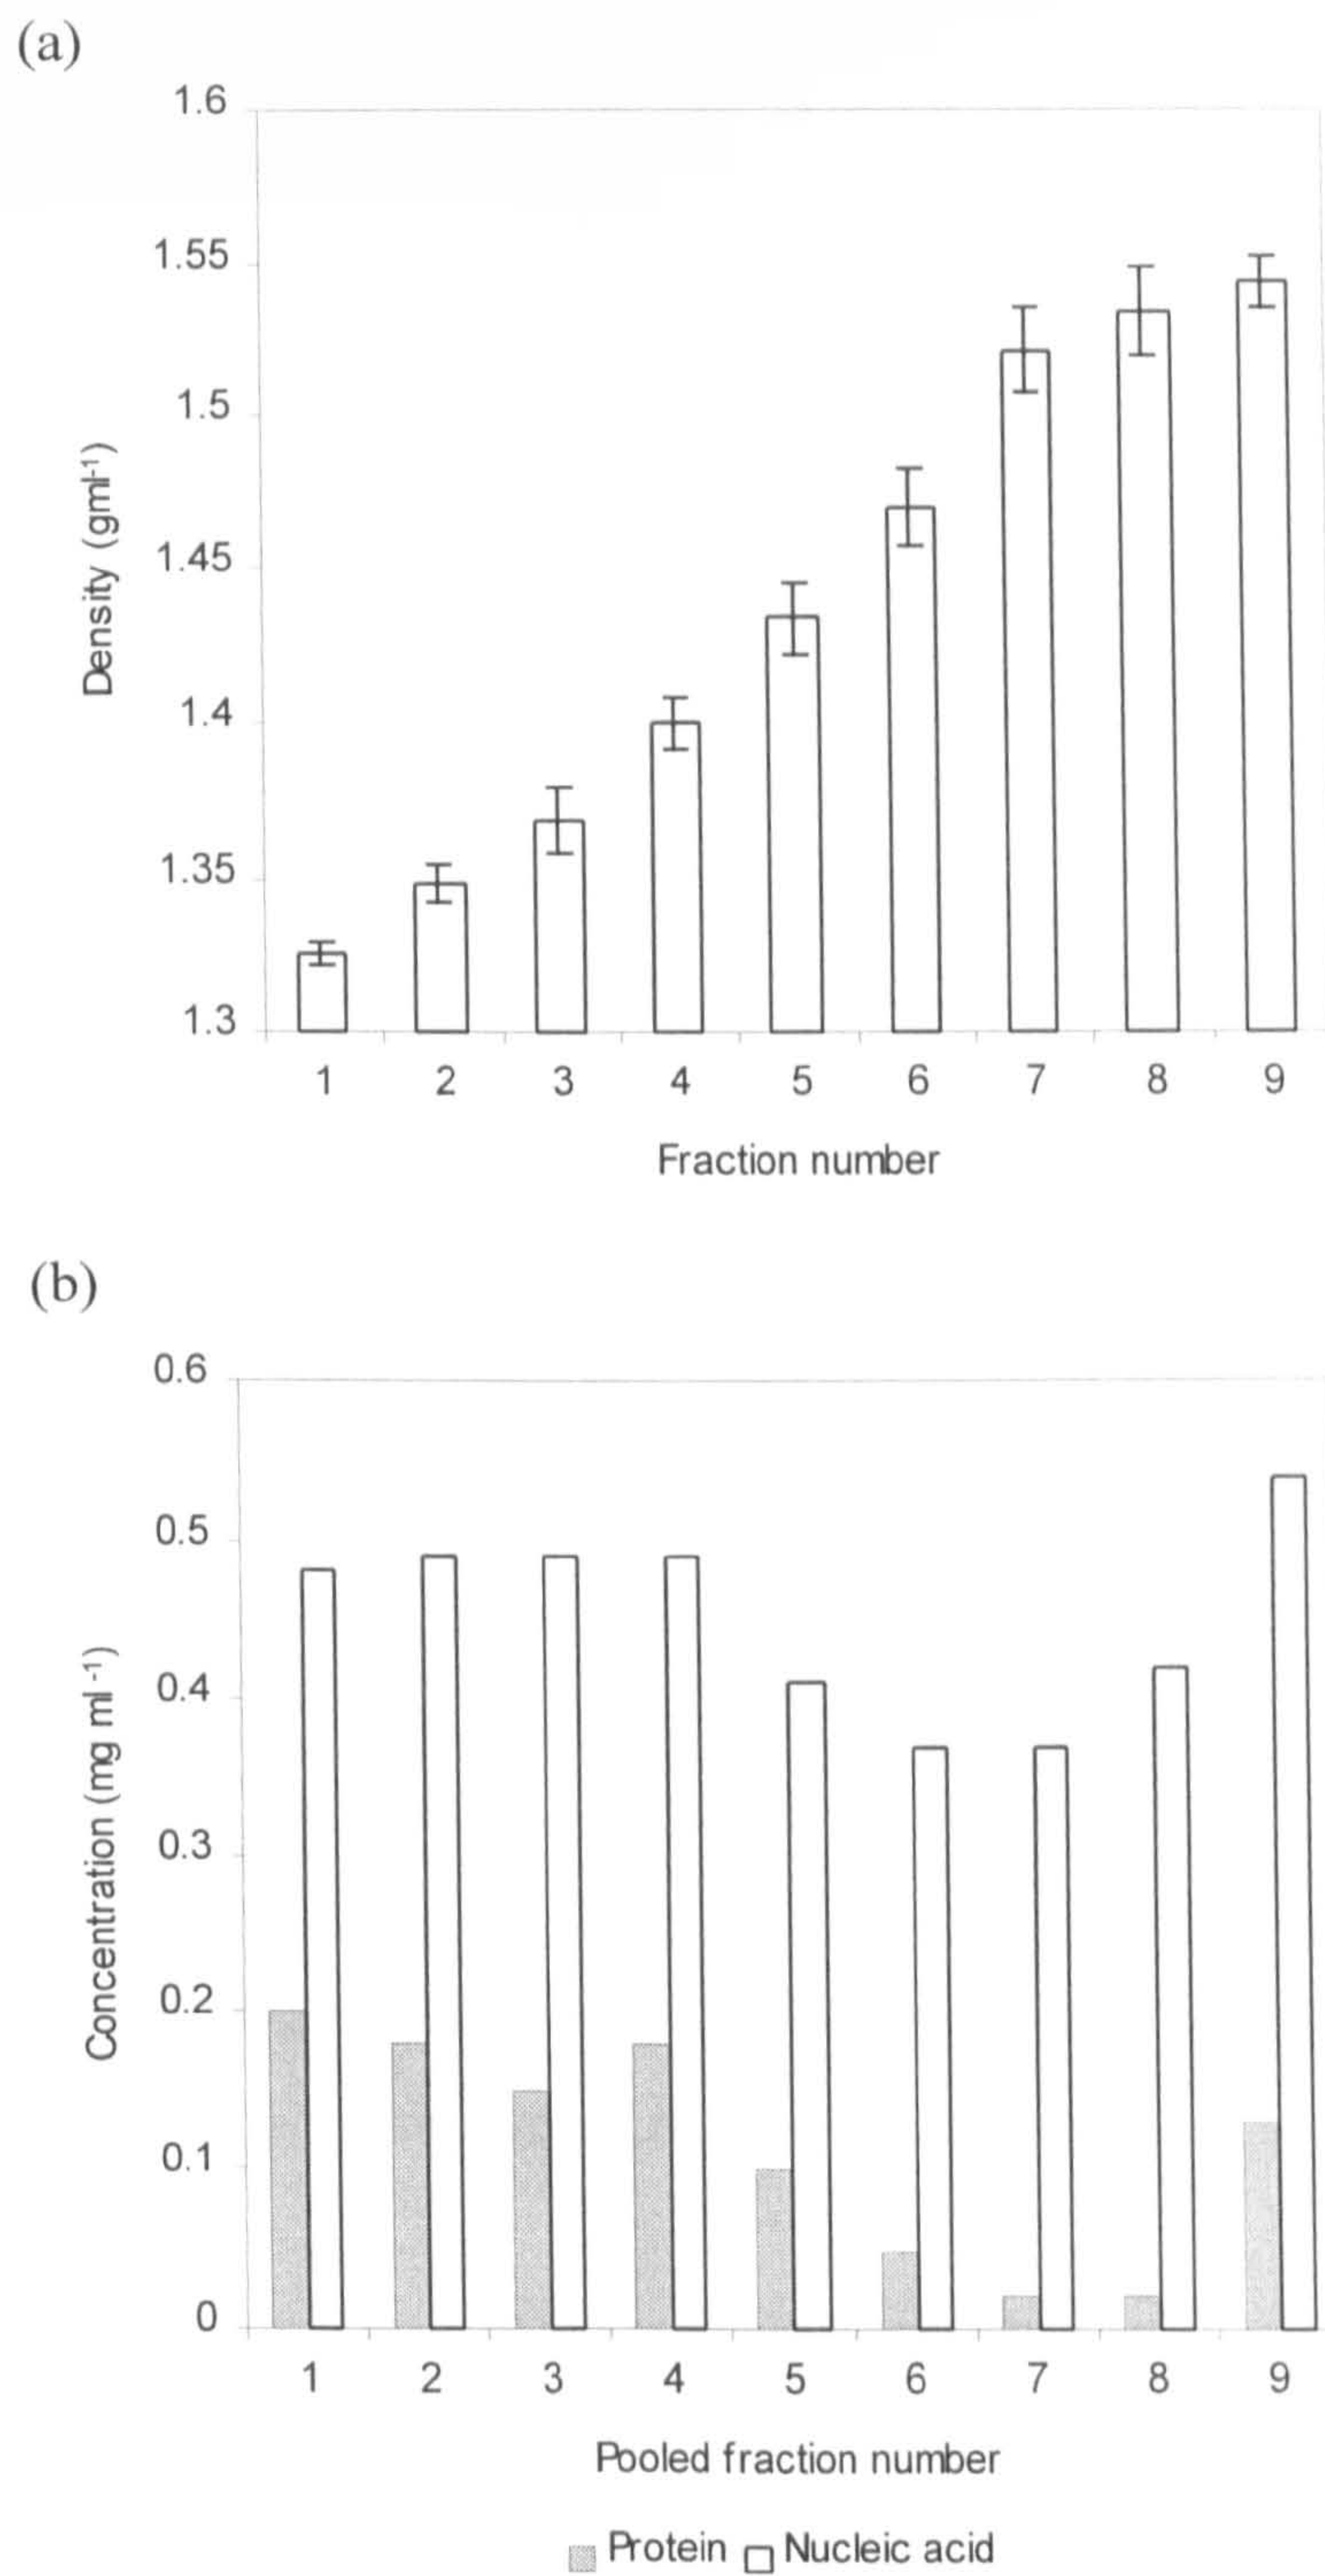 (a)
1.6
1.55
1.5
1.45
1.4
1.35
1.3
Density (gml-1)
1 2 3 4 5 6 7 8 9
Fraction number
(b)
0.6
0.5
0.4
0.3
0.2
0.1
0
Concentration (mg ml -1)
1 2 3 4 5 6 7 8 9
Pooled fraction number
Protein Nucleic acid